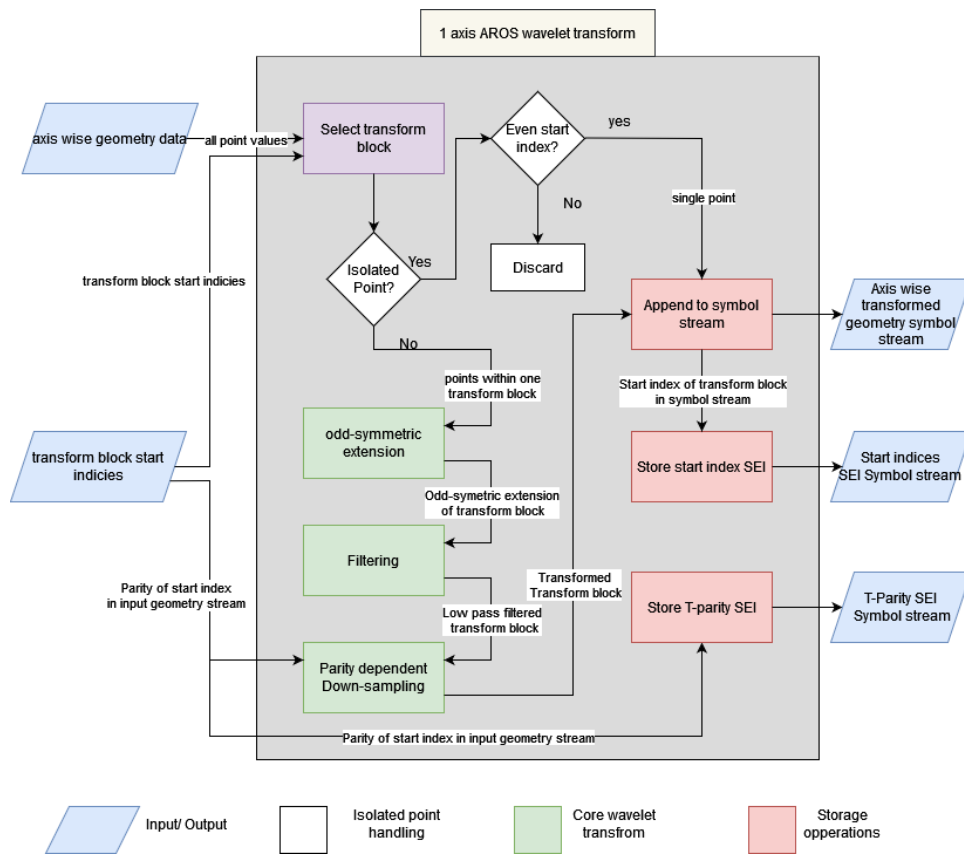 1 axis AROS wavelet transform
axis wise geometry data
all point values
Select transform
block
Even start
index?
yes
No
single point
Discard
Isolated
Point?
Yes
No
transform block start indicies
points within one
transform block
Append to symbol
stream
Axis wise
transformed
geometry symbol
stream
Start index of transform block
in symbol stream
odd-symmetric
extension
transform block start
indicies
Store start index SEI
Start indices
SEI Symbol stream
Odd-symetric extension
of transform block
Filtering
Parity of start index
in input geometry stream
Transformed
Transform block
Low pass filtered
transform block
Store T-parity SEI
T-Parity SEI
Symbol stream
Parity dependent
Down-sampling
Parity of start index in input geometry stream
Input/ Output
Isolated point
handling
Core wavelet
transfrom
Storage
opperations